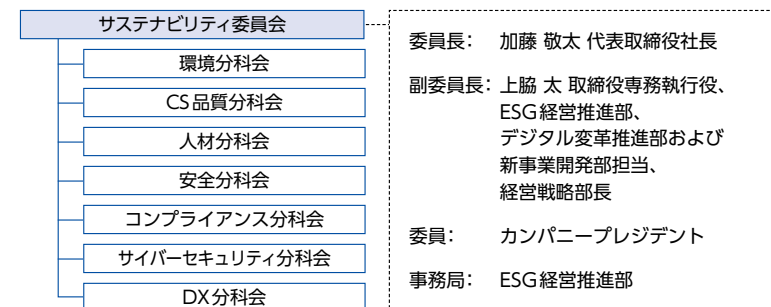 サステナビリティ委員会
環境分科会
CS品質分科会
人材分科会
安全分科会
コンプライアンス分科会
サイバーセキュリティ分科会
DX分科会
委員長： 加藤 敬太 代表取締役社長
副委員長： 上脇 太 取締役専務執行役、
ESG経営推進部、
デジタル変革推進部および
新事業開発部担当、
経営戦略部長
委員： カンパニープレジデント
事務局： ESG経営推進部